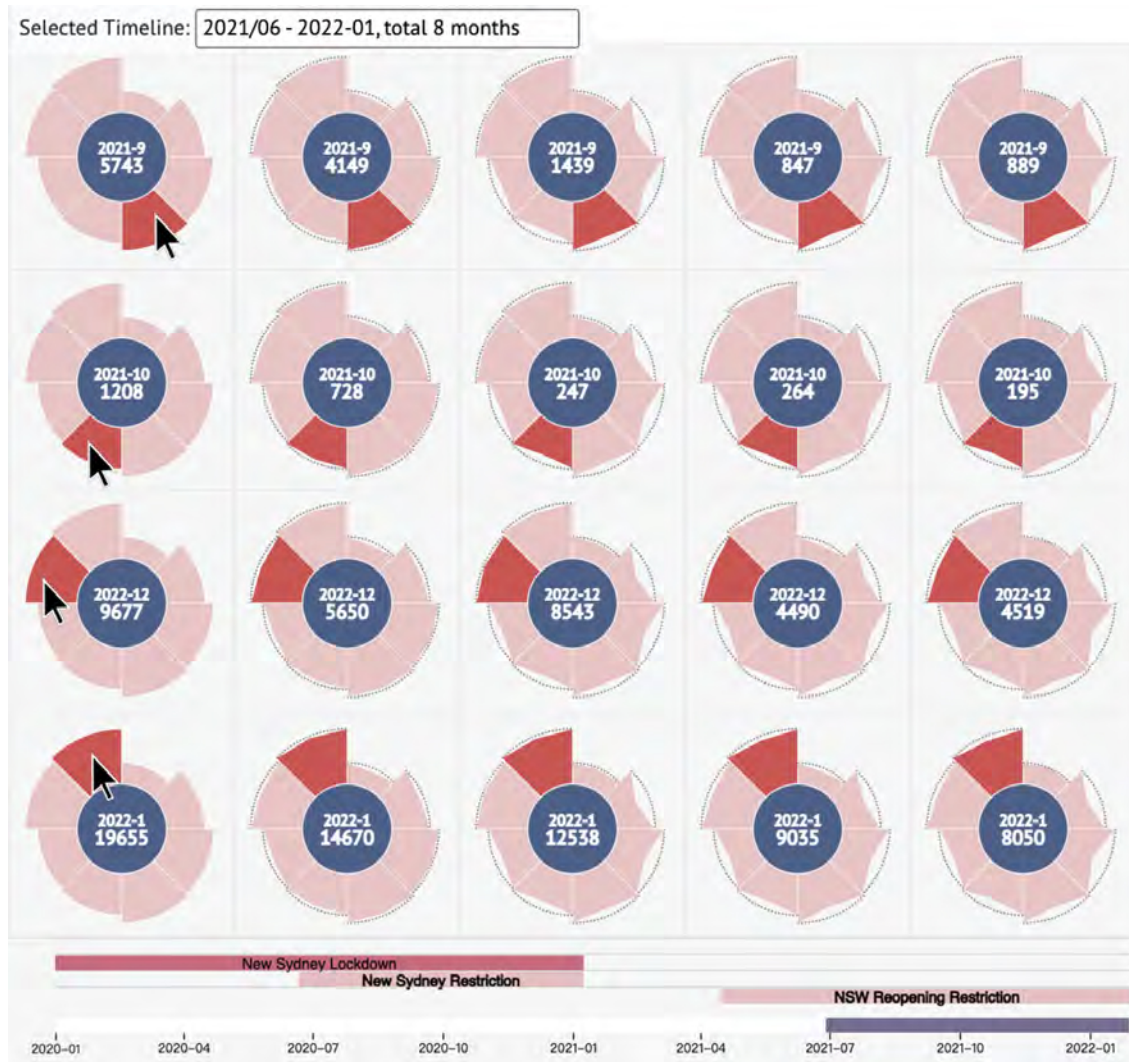 Selected Timeline: 2021/06 - 2022-01, total 8 months
2021-9 2021-9 2021-9 2021-9 2021-9
5743 4149 1439 847 889
2021-10 2021-10 2021-10 2021-10 2021-10
1208 728 247 264 195
2022-12 2022-12 2022-12 2022-12 2022-12
9677 5650 8543 4490 4519
2022-1 2022-1 2022-1 2022-1 2022-1
19655 14670 12538 9035 8050
New Sydney Lockdown
New Sydney Restriction
NSW Reopening Restriction
2020-01 2020-04 2020-07 2020-10 2021-01 2021-04 2021-07 2021-10 2022-01